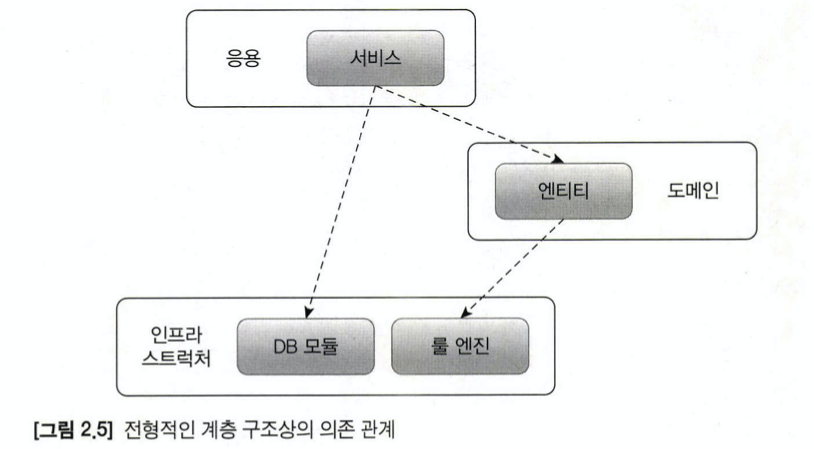 응용
서비스
엔티티
도메인
인프라
스트럭처
DB 모듈
룰 엔진
[그림 2.5] 전형적인 계층 구조상의 의존 관계